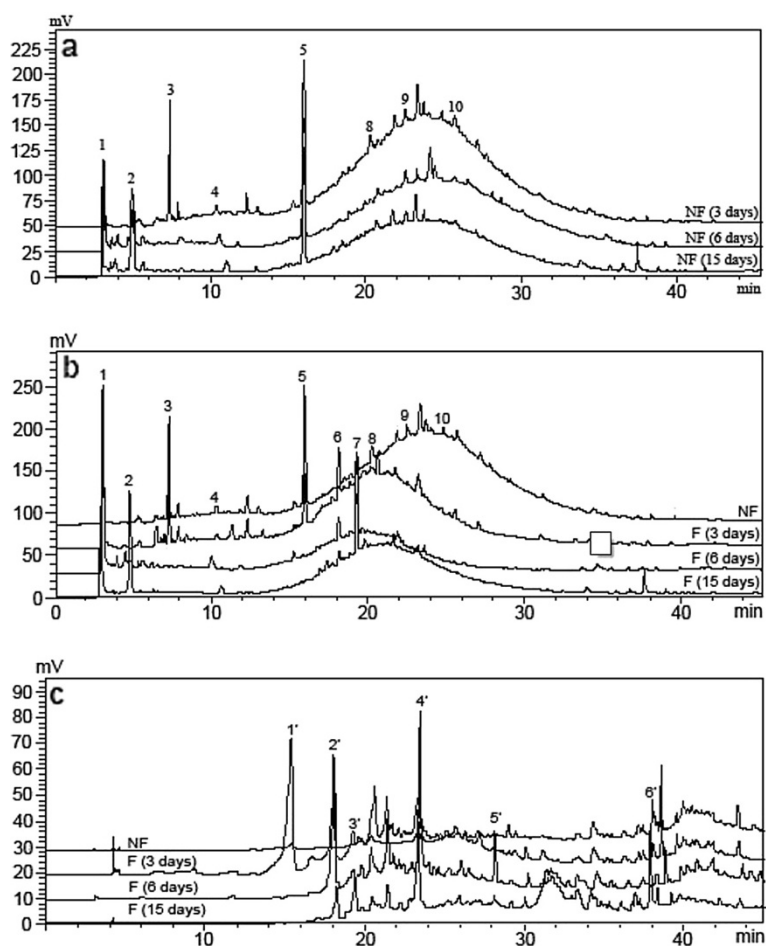 mV
a
225
200
175
150
125
100
75
50
25
0
1
2
3
4
5
8
9
10
NF (3 days)
NF (6 days)
NF (15 days)
10 20 30 40 min
mV
b
250
200
150
100
50
0
1
2
3
4
5
6
7
8
9
10
NF
F (3 days)
F (6 days)
F (15 days)
0 10 20 30 40 min
mV
c
90
80
70
60
50
40
30
20
10
0
1'
2'
3'
4'
5'
6'
NF
F (3 days)
F (6 days)
F (15 days)
10 20 30 40 min